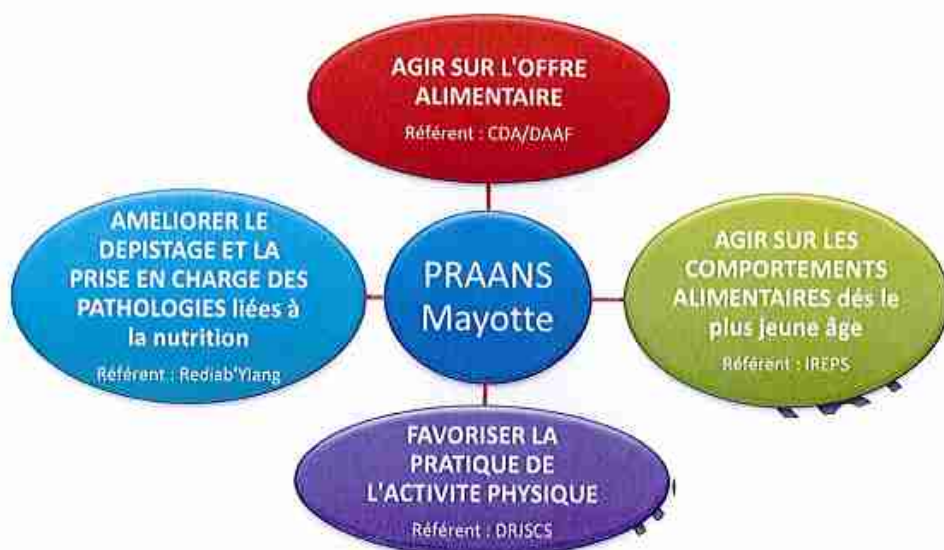 AGIR SUR L'OFFRE
ALIMENTAIRE
Référent : CDA/DAAF
AMELIORER LE
DEPISTAGE ET LA
PRISE EN CHARGE DES
PATHOLOGIES liées à
la nutrition
Référent : Rediab'Ylang
PRAANS
Mayotte
AGIR SUR LES
COMPORTEMENTS
ALIMENTAIRES dés le
plus jeune âge
Référent : IREPS
FAVORISER LA
PRATIQUE DE
L'ACTIVITE PHYSIQUE
Référent : DRJSCS